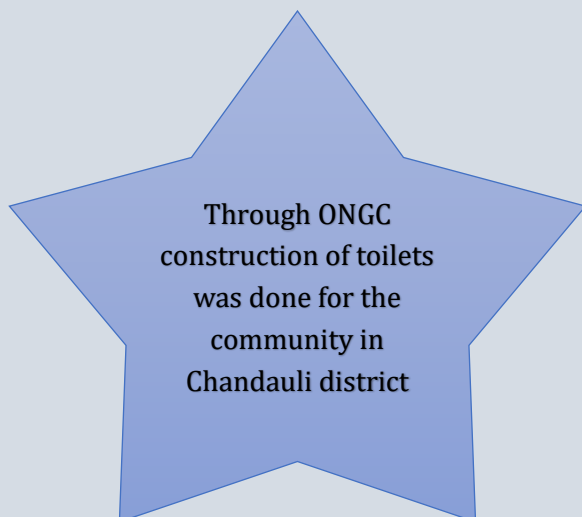 Through ONGC
construction of toilets
was done for the
community in
Chandauli district